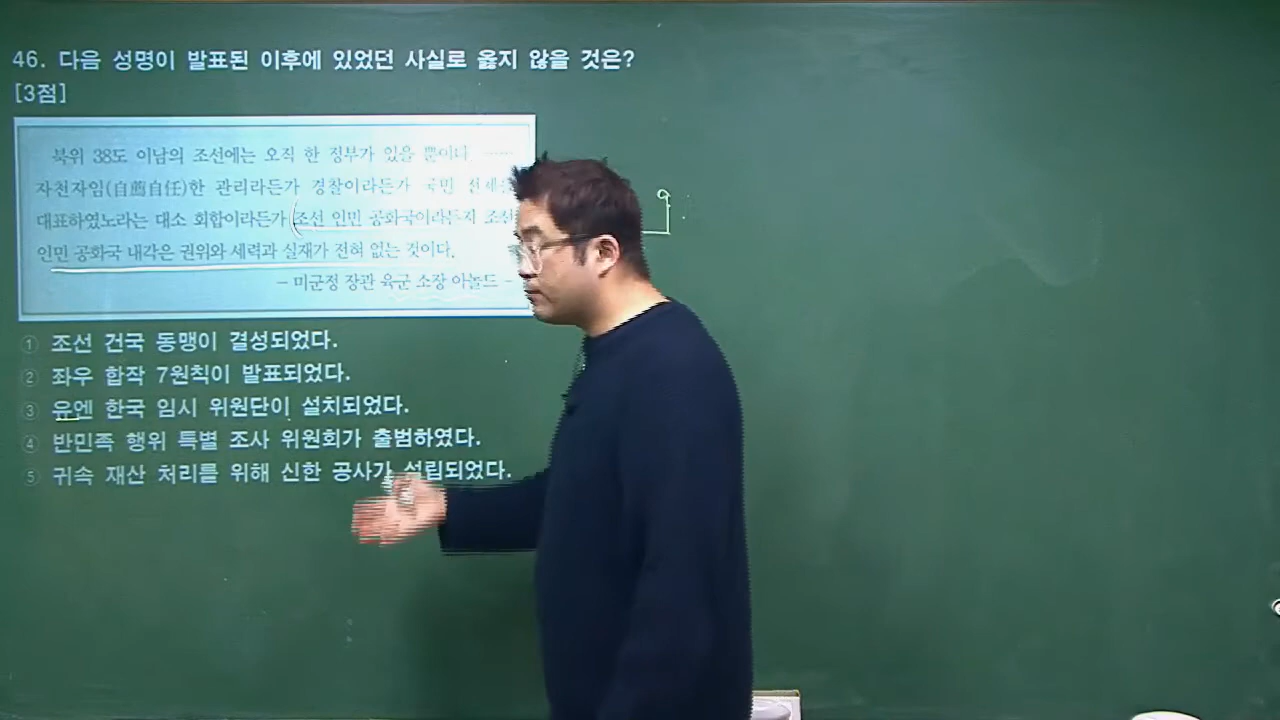 46. 다음 성명이 발표된 이후에 있었던 사실로 옳지 않을 것은?
[3점]
북위 38도 이남의 조선에는 오직 한 정부가 있을 뿐이다. ……
자천자임(自薦自任)한 관리라든가 경찰이라든가 국민 전체를
대표하였노라는 대소 회합이라든가 조선 인민 공화국이라든지 조선
인민 공화국 내각은 권위와 세력과 실재가 전혀 없는 것이다.
- 미군정 장관 육군 소장 아놀드 -
① 조선 건국 동맹이 결성되었다.
② 좌우 합작 7원칙이 발표되었다.
③ 유엔 한국 임시 위원단이 설치되었다.
④ 반민족 행위 특별 조사 위원회가 출범하였다.
⑤ 귀속 재산 처리를 위해 신한 공사가 설립되었다.